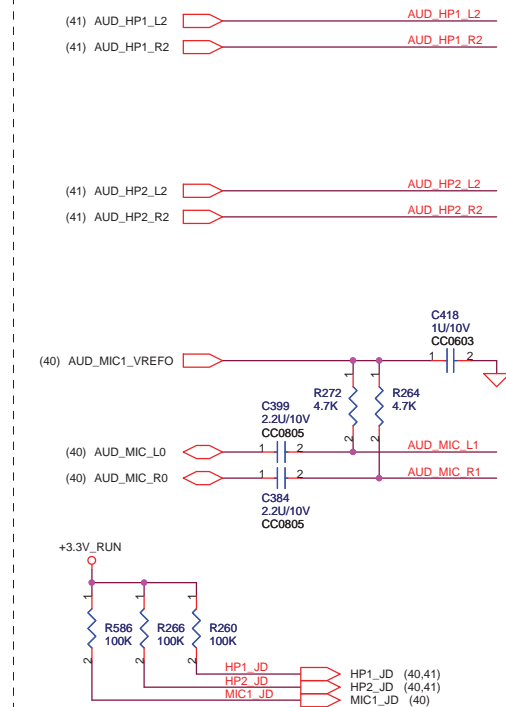 (41) AUD_HP1_L2 AUD_HP1_L2
(41) AUD_HP1_R2 AUD_HP1_R2
(41) AUD_HP2_L2 AUD_HP2_L2
(41) AUD_HP2_R2 AUD_HP2_R2
C418
1U/10V
CC0603
(40) AUD_MIC1_VREFO 1 2
1 1
R272 R264
4.7K 4.7K
C399
2.2U/10V
CC0805
2 2
(40) AUD_MIC_L0 1 2 AUD_MIC_L1
(40) AUD_MIC_R0 1 2 AUD_MIC_R1
C384
2.2U/10V
CC0805
+3.3V_RUN
1 1 1
R586 R266 R260
100K 100K 100K
2 2 2
HP1_JD HP1_JD (40,41)
HP2_JD HP2_JD (40,41)
MIC1_JD MIC1_JD (40)